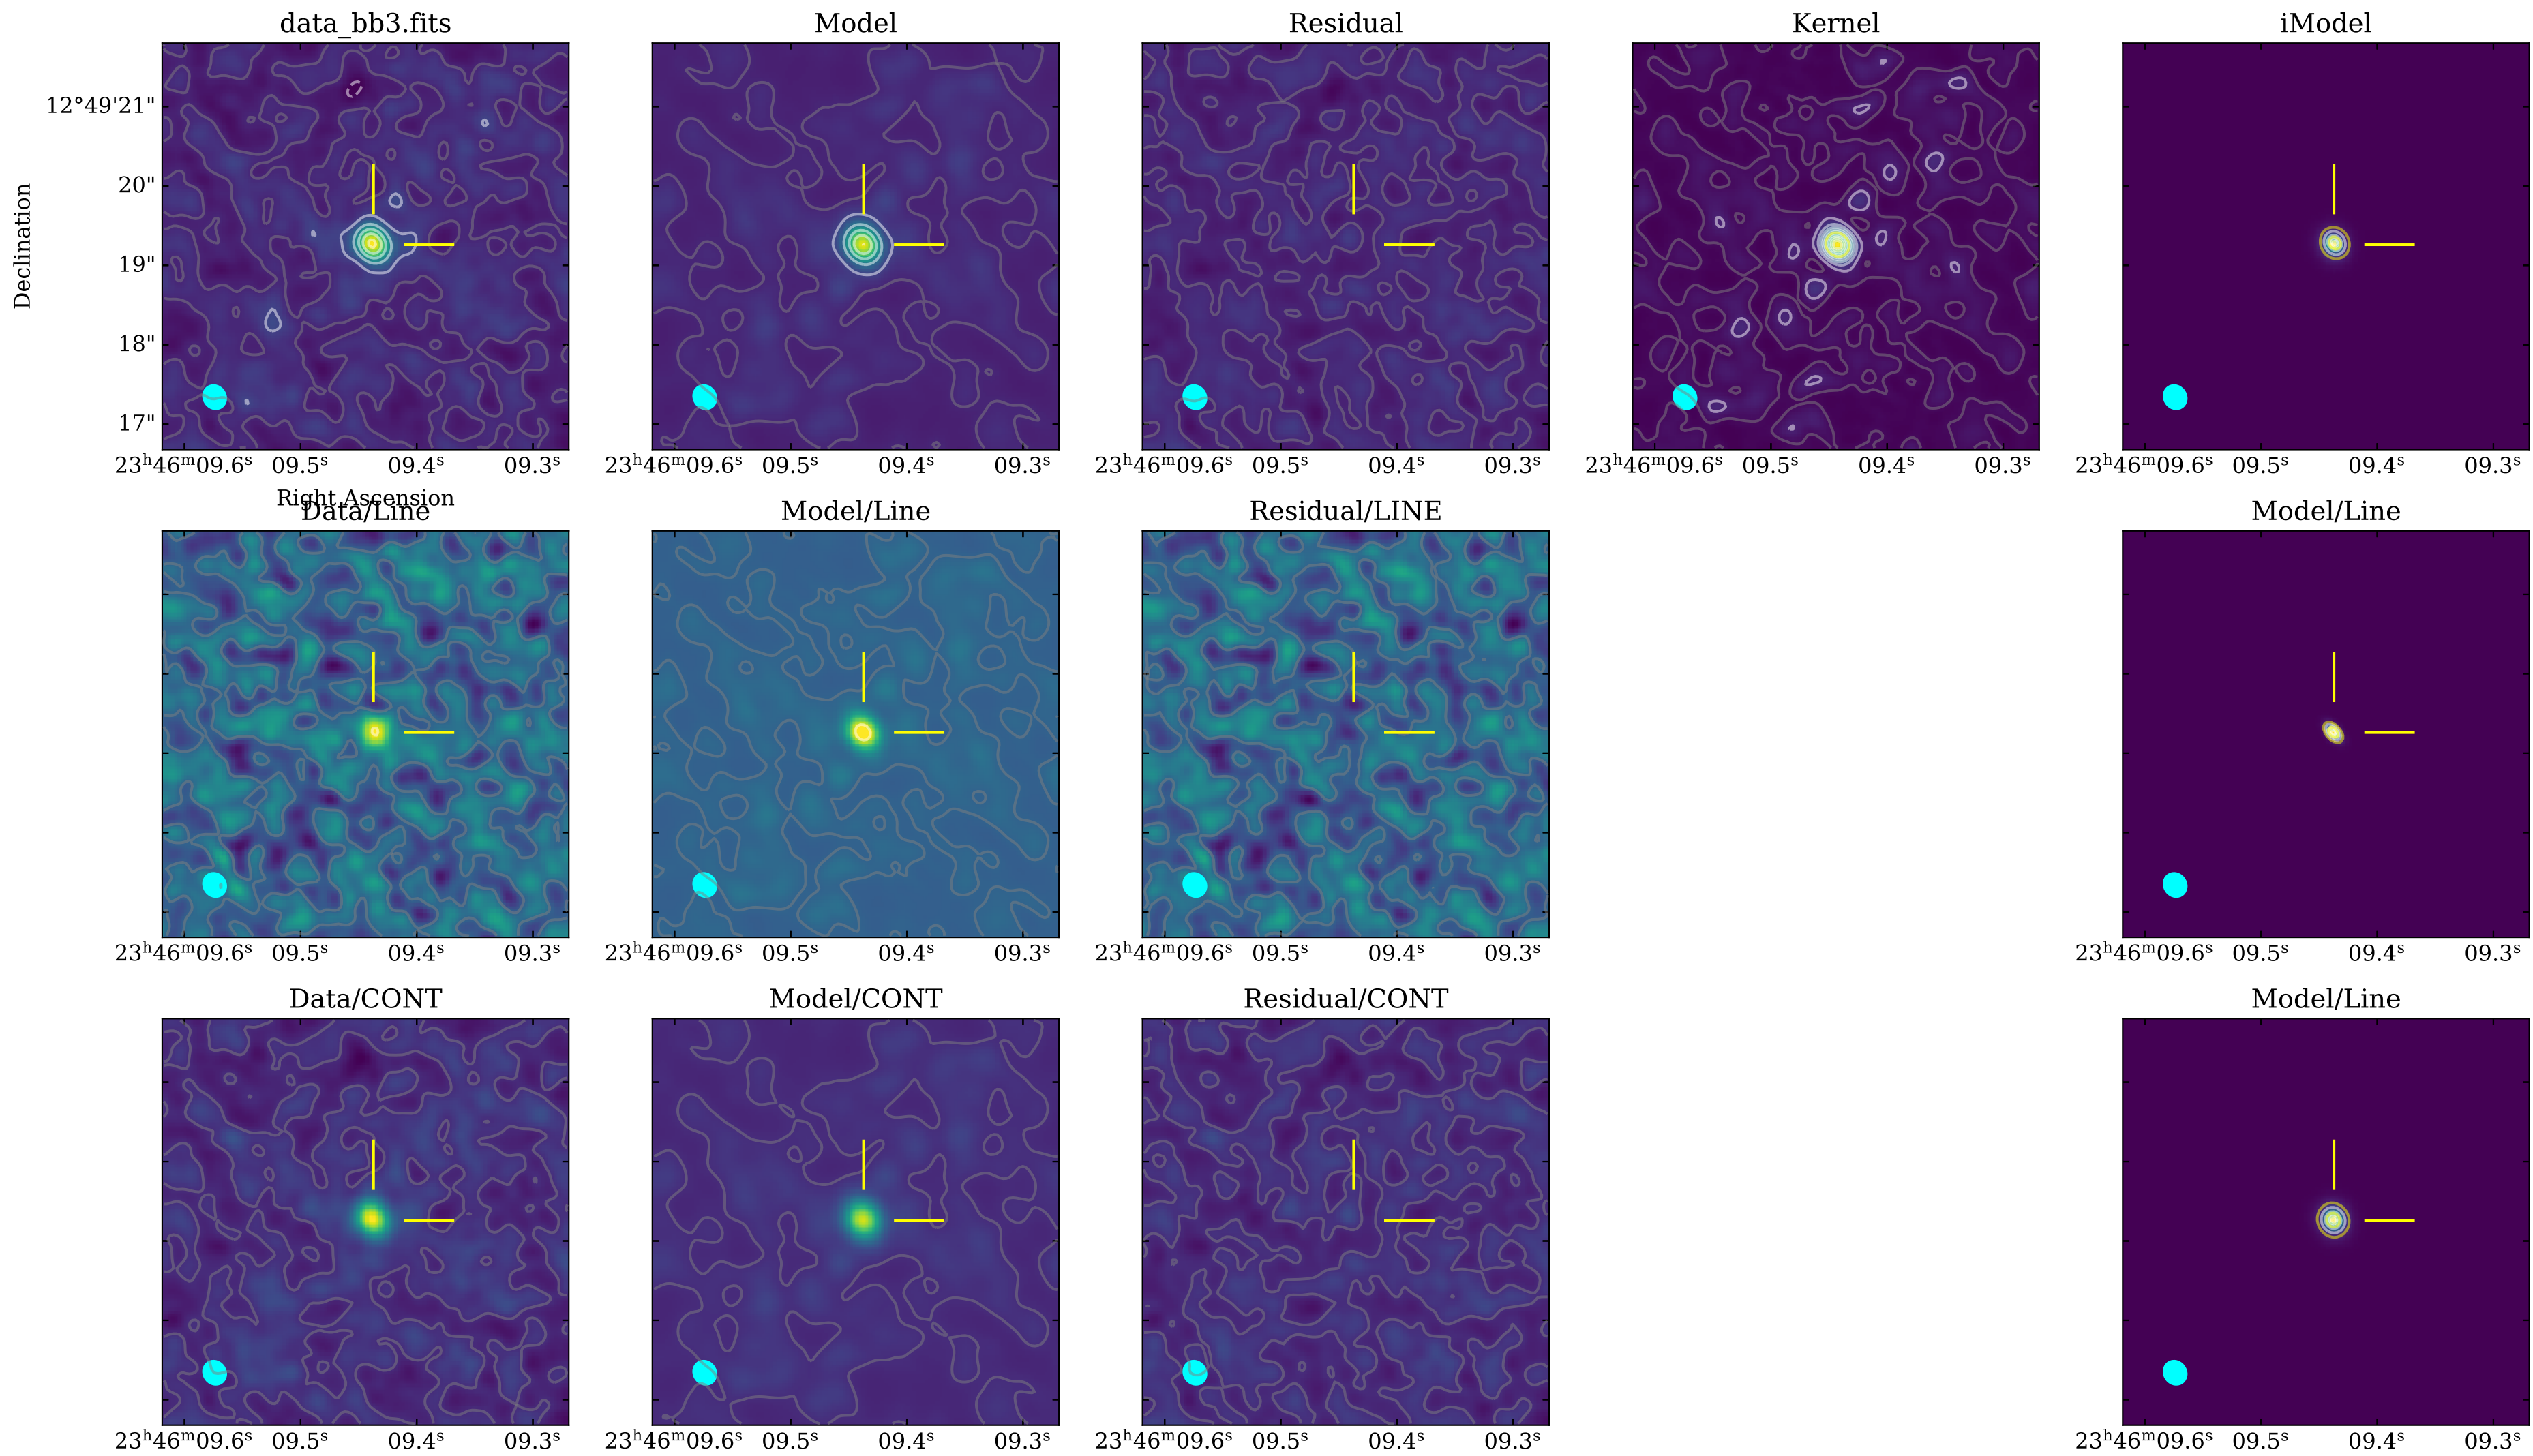 data_bb3.fits Model Residual Kernel iModel
12°49'21"
20"
19"
18"
17"
Declination
23ʰ46ᵐ09.6ˢ 09.5ˢ 09.4ˢ 09.3ˢ 23ʰ46ᵐ09.6ˢ 09.5ˢ 09.4ˢ 09.3ˢ 23ʰ46ᵐ09.6ˢ 09.5ˢ 09.4ˢ 09.3ˢ 23ʰ46ᵐ09.6ˢ 09.5ˢ 09.4ˢ 09.3ˢ 23ʰ46ᵐ09.6ˢ 09.5ˢ 09.4ˢ 09.3ˢ
Right Ascension
Data/Line Model/Line Residual/LINE Model/Line
23ʰ46ᵐ09.6ˢ 09.5ˢ 09.4ˢ 09.3ˢ 23ʰ46ᵐ09.6ˢ 09.5ˢ 09.4ˢ 09.3ˢ 23ʰ46ᵐ09.6ˢ 09.5ˢ 09.4ˢ 09.3ˢ 23ʰ46ᵐ09.6ˢ 09.5ˢ 09.4ˢ 09.3ˢ
Data/CONT Model/CONT Residual/CONT Model/Line
23ʰ46ᵐ09.6ˢ 09.5ˢ 09.4ˢ 09.3ˢ 23ʰ46ᵐ09.6ˢ 09.5ˢ 09.4ˢ 09.3ˢ 23ʰ46ᵐ09.6ˢ 09.5ˢ 09.4ˢ 09.3ˢ 23ʰ46ᵐ09.6ˢ 09.5ˢ 09.4ˢ 09.3ˢ